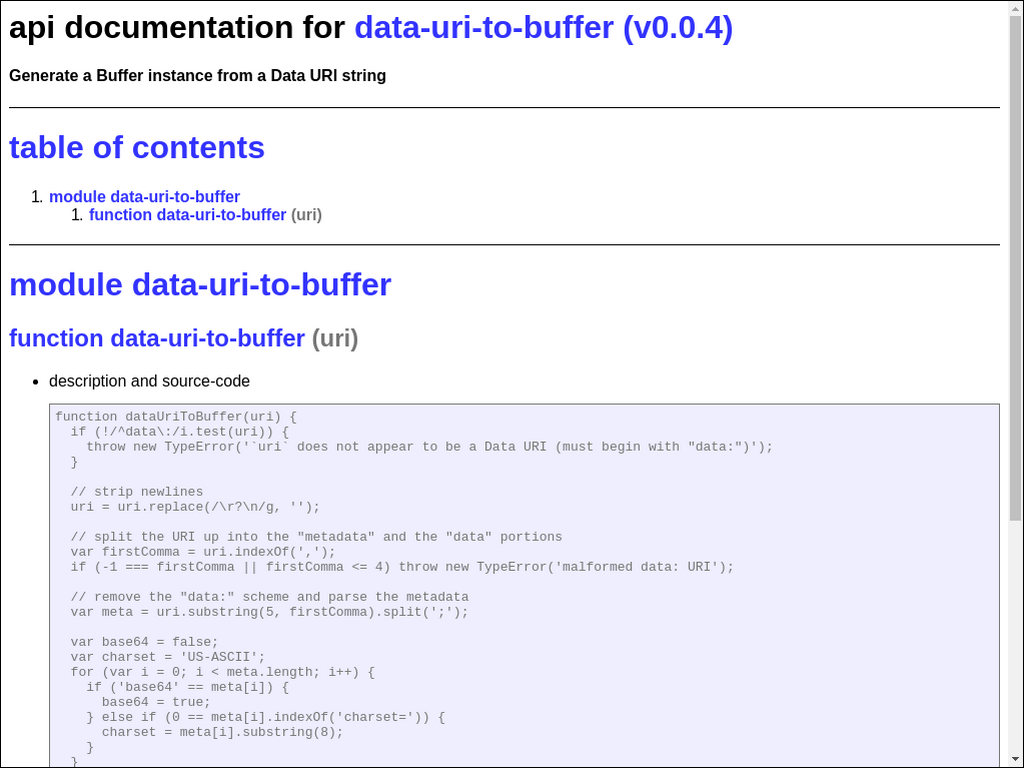 api documentation for data-uri-to-buffer (v0.0.4)
Generate a Buffer instance from a Data URI string
table of contents
1. module data-uri-to-buffer
1. function data-uri-to-buffer (uri)
module data-uri-to-buffer
function data-uri-to-buffer (uri)
• description and source-code
function dataUriToBuffer(uri) {
  if (!/^data\:/i.test(uri)) {
    throw new TypeError('`uri` does not appear to be a Data URI (must begin with "data:")');
  }
  // strip newlines
  uri = uri.replace(/\r?\n/g, '');
  // split the URI up into the "metadata" and the "data" portions
  var firstComma = uri.indexOf(',');
  if (-1 === firstComma || firstComma <= 4) throw new TypeError('malformed data: URI');
  // remove the "data:" scheme and parse the metadata
  var meta = uri.substring(5, firstComma).split(';');
  var base64 = false;
  var charset = 'US-ASCII';
  for (var i = 0; i < meta.length; i++) {
    if ('base64' == meta[i]) {
      base64 = true;
    } else if (0 == meta[i].indexOf('charset=')) {
      charset = meta[i].substring(8);
    }
  }